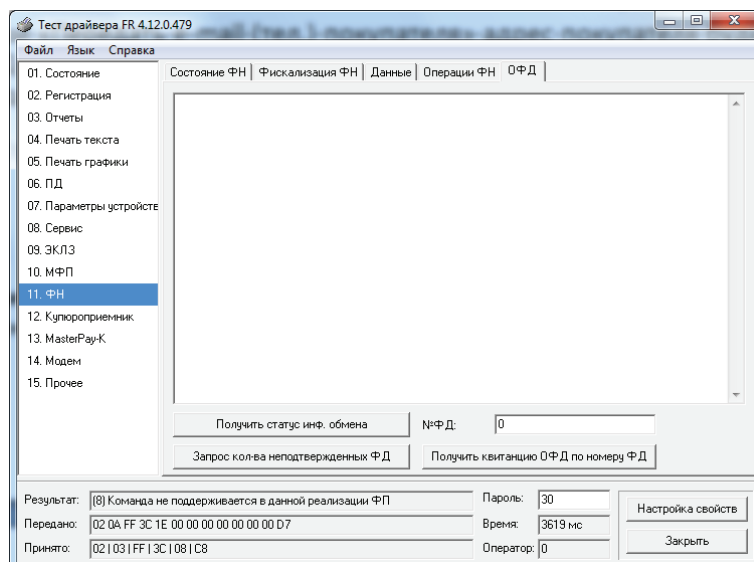 Тест драйвера FR 4.12.0.479
Файл Язык Справка
01. Состояние
02. Регистрация
03. Отчеты
04. Печать текста
05. Печать графики
06. ПД
07. Параметры устройств
08. Сервис
09. ЭКЛЗ
10. МФП
11. ФН
12. Купюроприемник
13. MasterPay-K
14. Модем
15. Прочее
Состояние ФН Фискализация ФН Данные Операции ФН ОФД
Получить статус инф. обмена №ФД: 0
Запрос кол-ва неподтвержденных ФД Получить квитанцию ОФД по номеру ФД
Результат: (8) Команда не поддерживается в данной реализации ФП Пароль: 30
Передано: 02 0A FF 3C 1E 00 00 00 00 00 00 00 D7 Время: 3619 мс
Принято: 02 | 03 | FF | 3C | 08 | C8 Оператор: 0
Настройка свойств
Закрыть